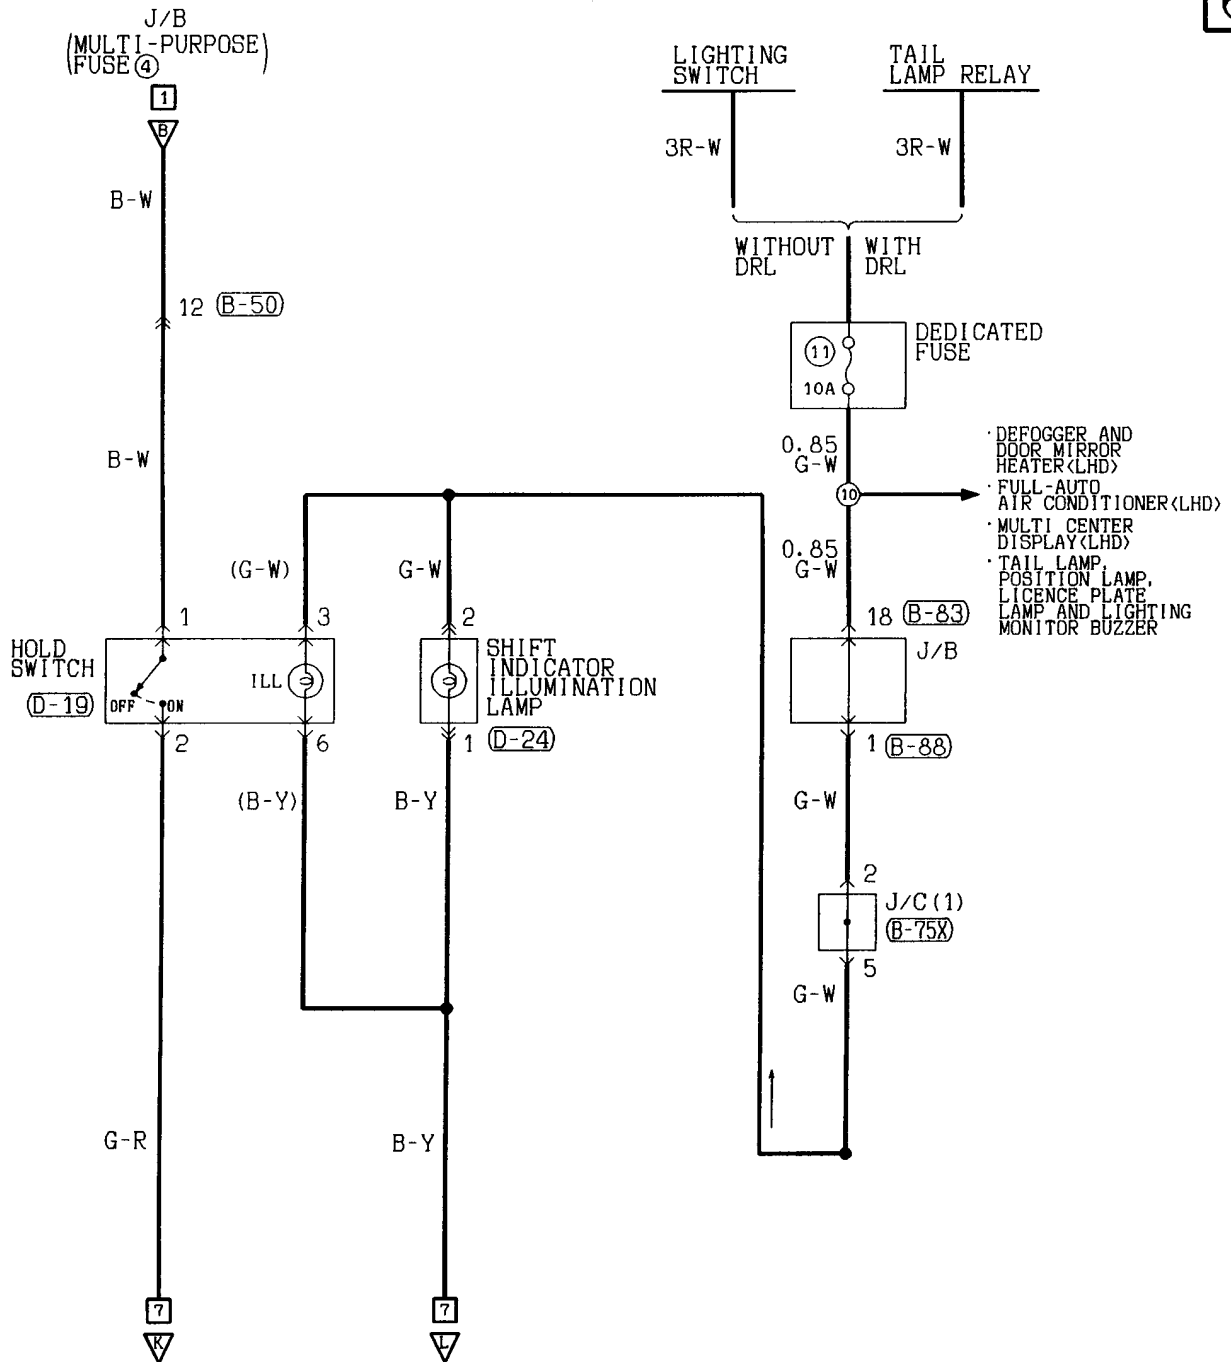 J/B
(MULTI-PURPOSE)
(FUSE④)
1
B
B-W
12 (B-50)
B-W
LIGHTING
SWITCH
TAIL
LAMP RELAY
3R-W
3R-W
WITHOUT
DRL
WITH
DRL
11
10A
DEDICATED
FUSE
0.85
G-W
10
· DEFOGGER AND
DOOR MIRROR
HEATER<LHD>
· FULL-AUTO
AIR CONDITIONER<LHD>
· MULTI CENTER
DISPLAY<LHD>
· TAIL LAMP,
POSITION LAMP,
LICENCE PLATE
LAMP AND LIGHTING
MONITOR BUZZER
0.85
G-W
18 (B-83)
J/B
1 (B-88)
G-W
2
J/C(1)
(B-75X)
5
G-W
(G-W)
G-W
1
3
2
HOLD
SWITCH
(D-19)
OFF
ON
ILL
SHIFT
INDICATOR
ILLUMINATION
LAMP
2
6
1 (D-24)
(B-Y)
B-Y
G-R
B-Y
7
K
7
L